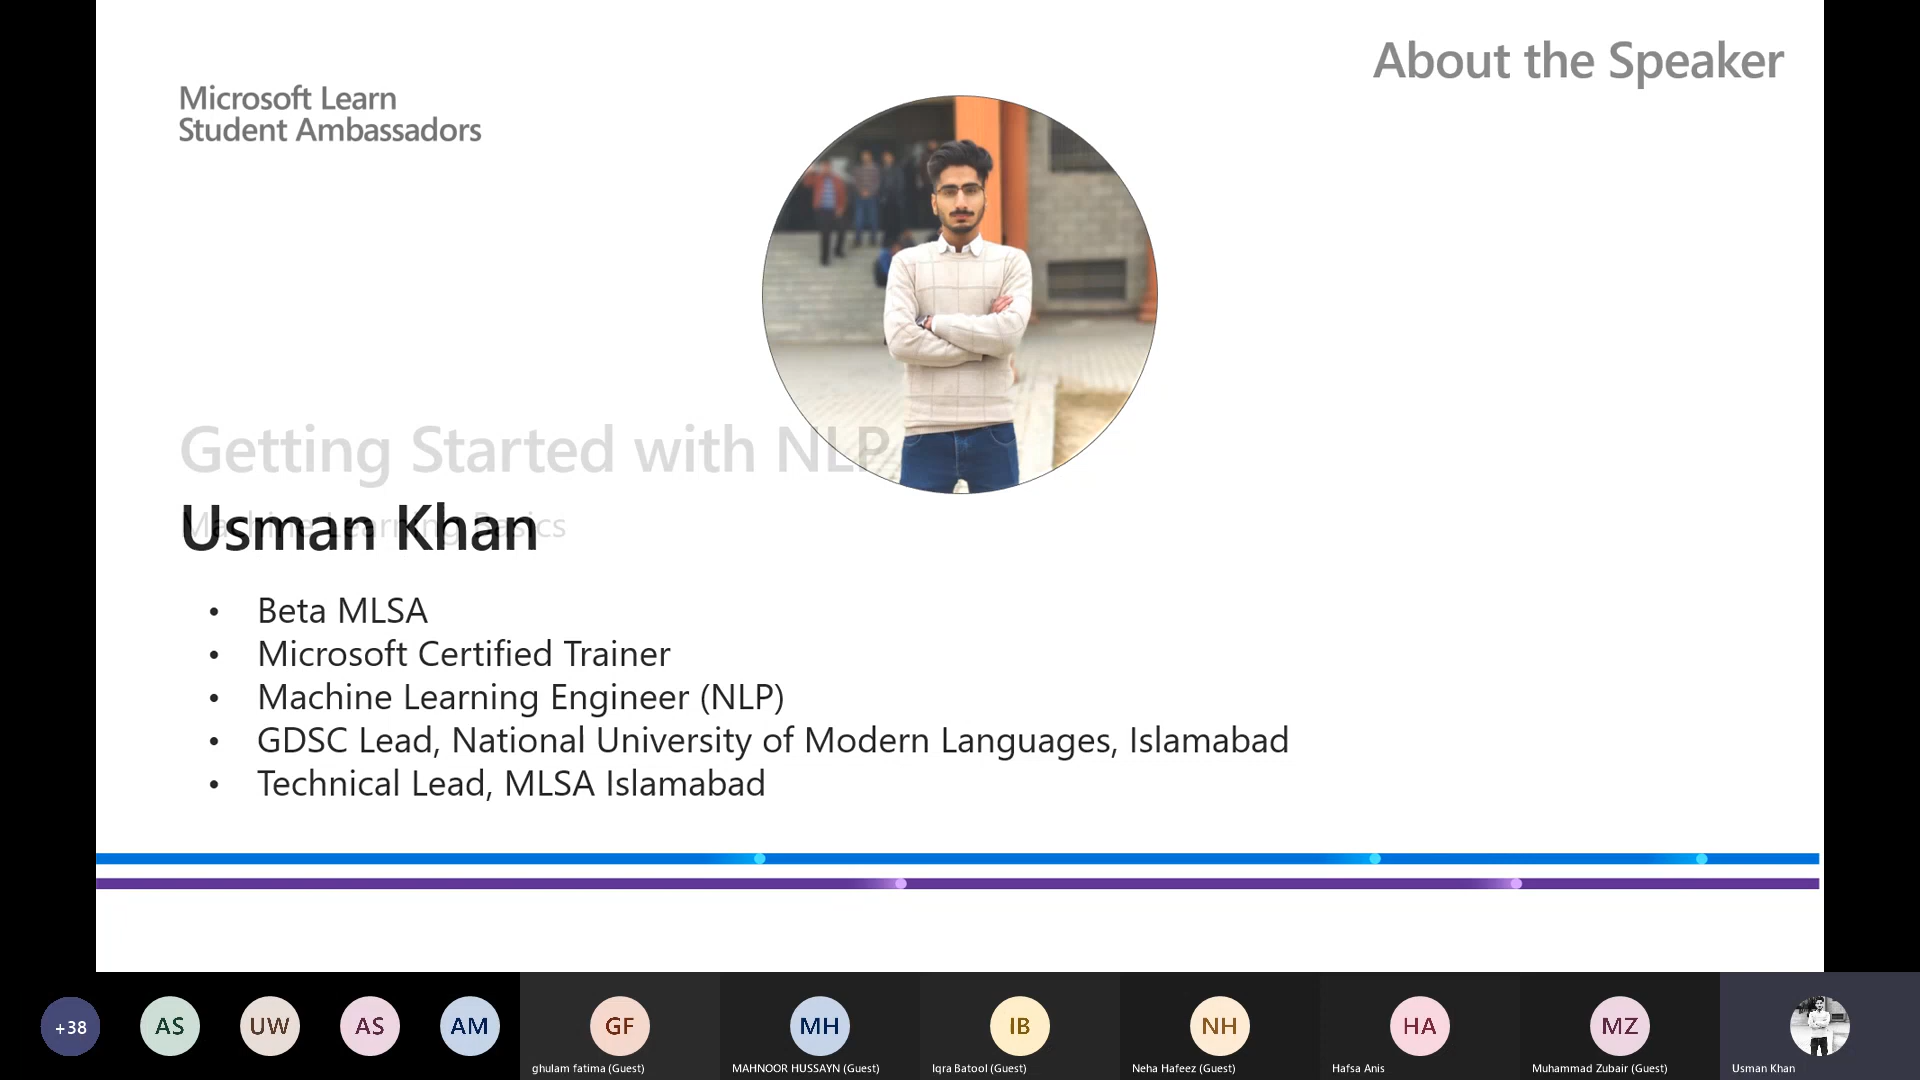 About the Speaker
Microsoft Learn
Student Ambassadors
Getting Started with NLP
Machine Learning Basics
Usman Khan
• Beta MLSA
• Microsoft Certified Trainer
• Machine Learning Engineer (NLP)
• GDSC Lead, National University of Modern Languages, Islamabad
• Technical Lead, MLSA Islamabad
+38
AS
UW
AS
AM
GF
MH
IB
NH
HA
MZ
ghulam fatima (Guest)
MAHNOOR HUSSAYN (Guest)
Iqra Batool (Guest)
Neha Hafeez (Guest)
Hafsa Anis
Muhammad Zubair (Guest)
Usman Khan